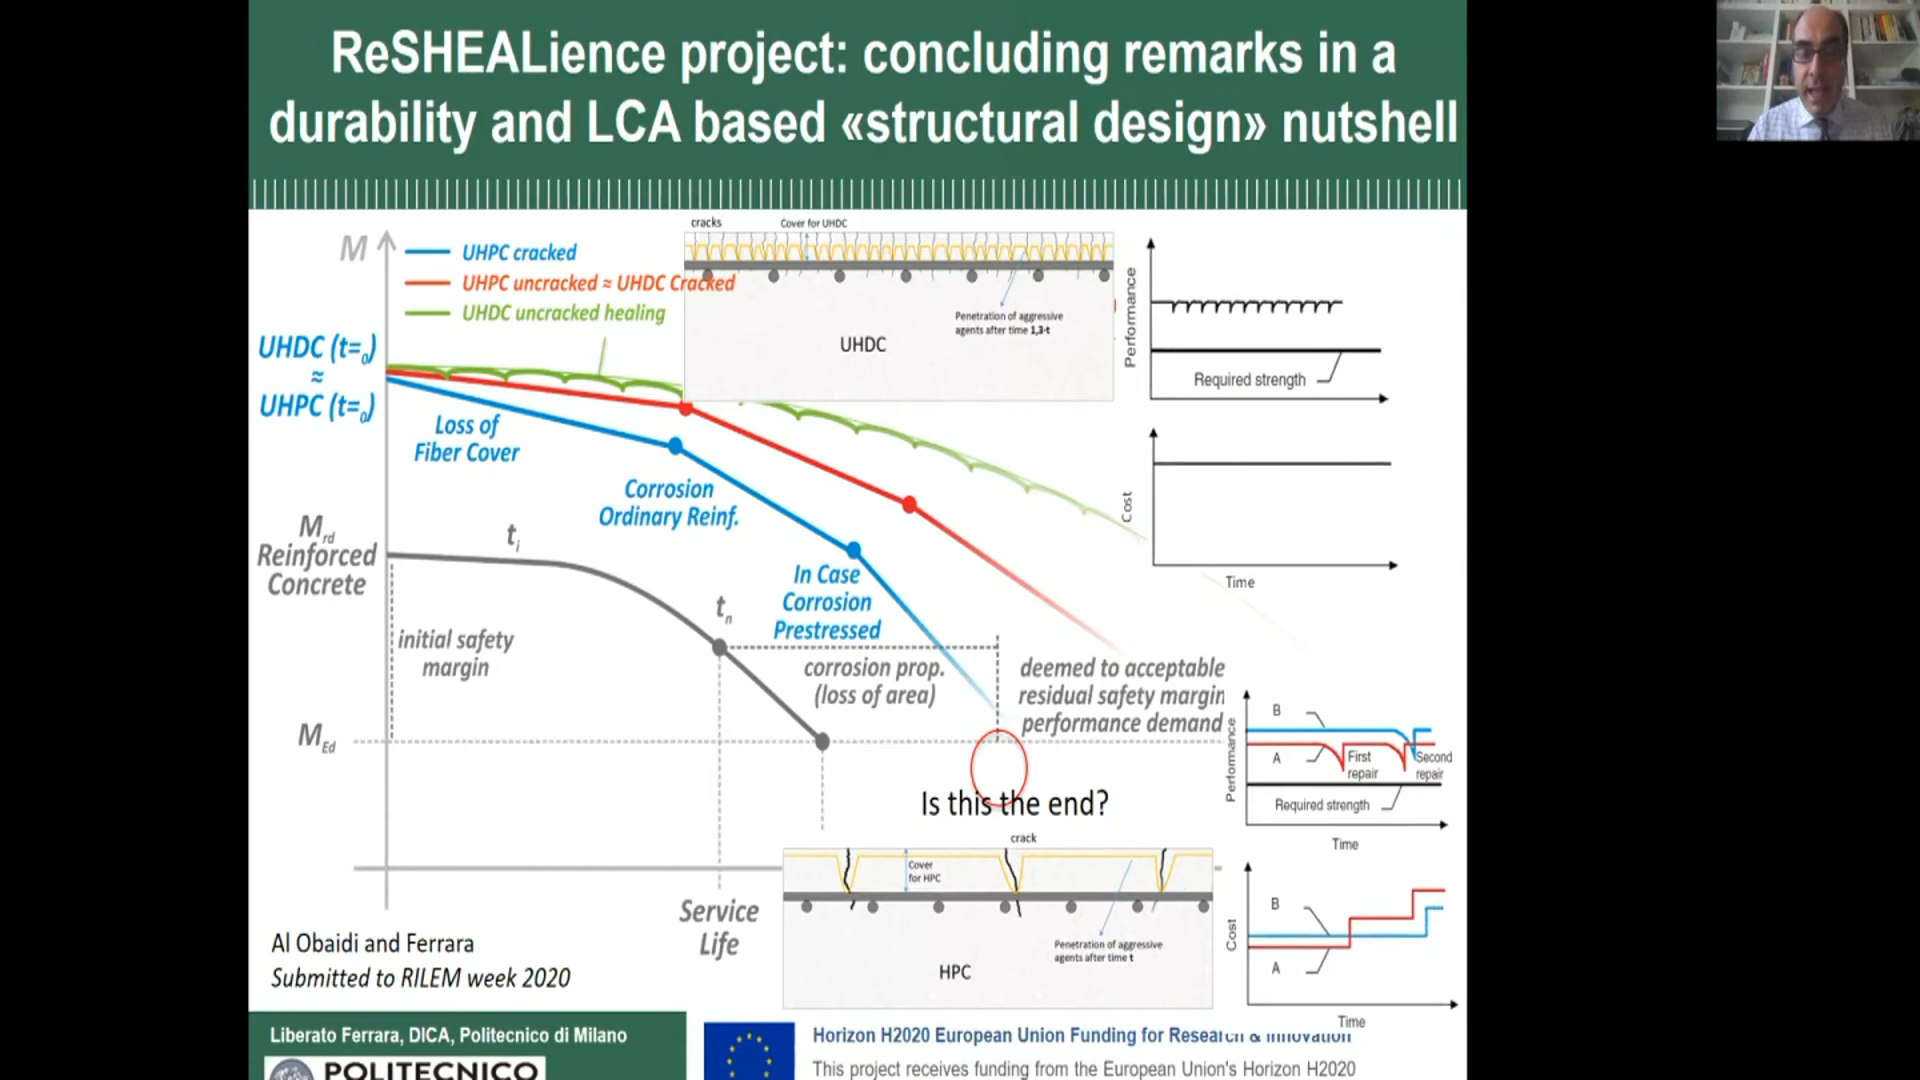 ReSHEALience project: concluding remarks in a
durability and LCA based «structural design» nutshell
M
UHPC cracked
UHPC uncracked ≈ UHDC Cracked
UHDC uncracked healing
cracks
Cover for UHDC
Penetration of aggressive
agents after time 1,3·t
UHDC
Performance
Required strength
UHDC (t=0)
≈
UHPC (t=0)
Loss of
Fiber Cover
Corrosion
Ordinary Reinf.
Cost
Time
Mrd
Reinforced
Concrete
ti
In Case
Corrosion
Prestressed
tn
initial safety
margin
corrosion prop.
(loss of area)
deemed to acceptable
residual safety margin
performance demand
MEd
Performance
B
A
First
repair
Second
repair
Required strength
Time
Is this the end?
crack
Cover
for HPC
Penetration of aggressive
agents after time t
HPC
Cost
B
A
Time
Service
Life
Al Obaidi and Ferrara
Submitted to RILEM week 2020
Liberato Ferrara, DICA, Politecnico di Milano
POLITECNICO
Horizon H2020 European Union Funding for Research & Innovation
This project receives funding from the European Union's Horizon H2020